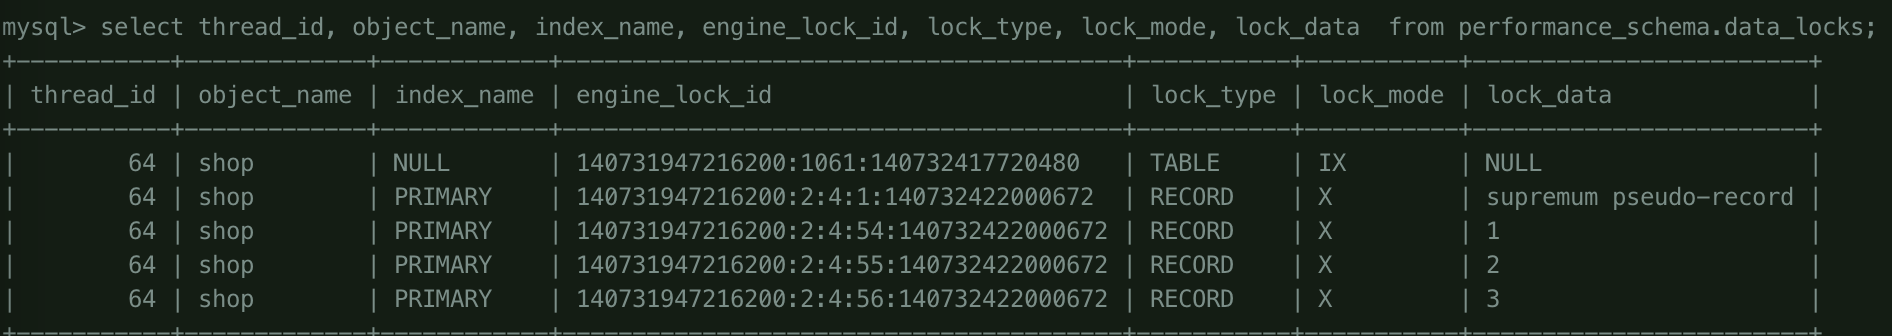 mysql> select thread_id, object_name, index_name, engine_lock_id, lock_type, lock_mode, lock_data  from performance_schema.data_locks;
+-----------+-------------+------------+----------------------------------------+-----------+-----------+------------------------+
| thread_id | object_name | index_name | engine_lock_id                         | lock_type | lock_mode | lock_data              |
+-----------+-------------+------------+----------------------------------------+-----------+-----------+------------------------+
|        64 | shop        | NULL       | 140731947216200:1061:140732417720480   | TABLE     | IX        | NULL                   |
|        64 | shop        | PRIMARY    | 140731947216200:2:4:1:140732422000672  | RECORD    | X         | supremum pseudo-record |
|        64 | shop        | PRIMARY    | 140731947216200:2:4:54:140732422000672 | RECORD    | X         | 1                      |
|        64 | shop        | PRIMARY    | 140731947216200:2:4:55:140732422000672 | RECORD    | X         | 2                      |
|        64 | shop        | PRIMARY    | 140731947216200:2:4:56:140732422000672 | RECORD    | X         | 3                      |
+-----------+-------------+------------+----------------------------------------+-----------+-----------+------------------------+